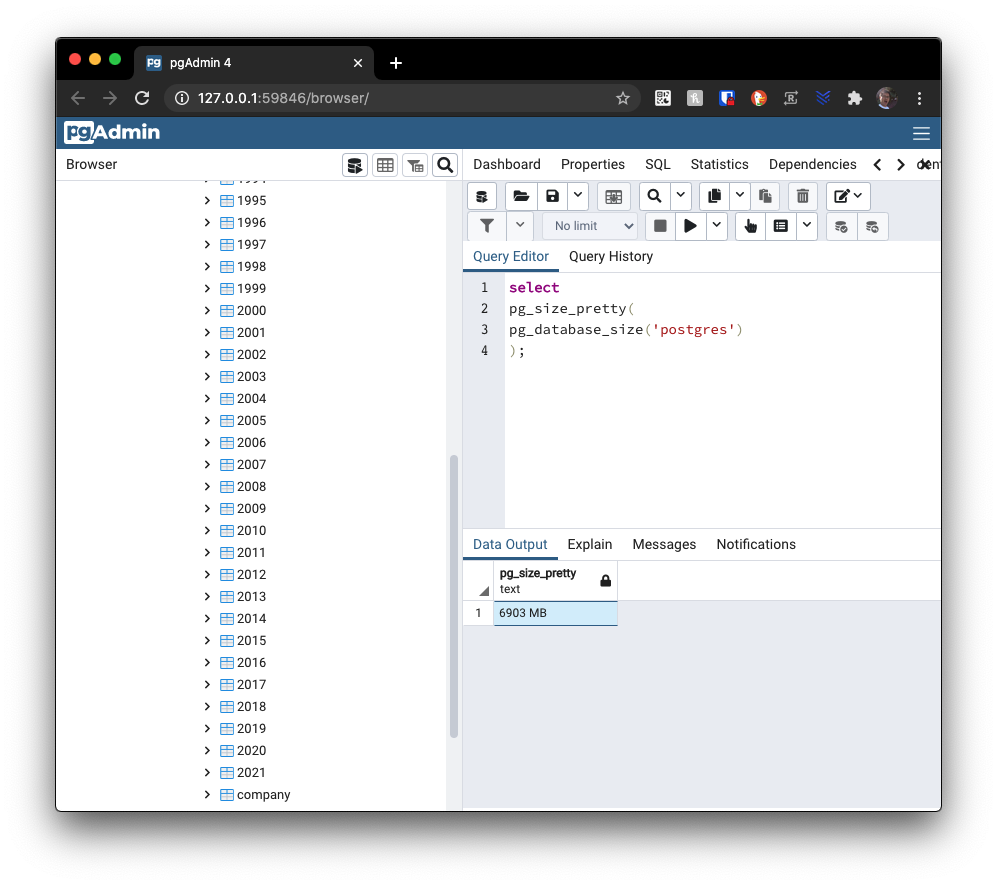 pg pgAdmin 4
127.0.0.1:59846/browser/
pgAdmin
Browser
Dashboard Properties SQL Statistics Dependencies
No limit
Query Editor Query History
1 select
2 pg_size_pretty(
3 pg_database_size('postgres')
4 );
1995
1996
1997
1998
1999
2000
2001
2002
2003
2004
2005
2006
2007
2008
2009
2010
2011
2012
2013
2014
2015
2016
2017
2018
2019
2020
2021
company
Data Output Explain Messages Notifications
pg_size_pretty
text
1 6903 MB